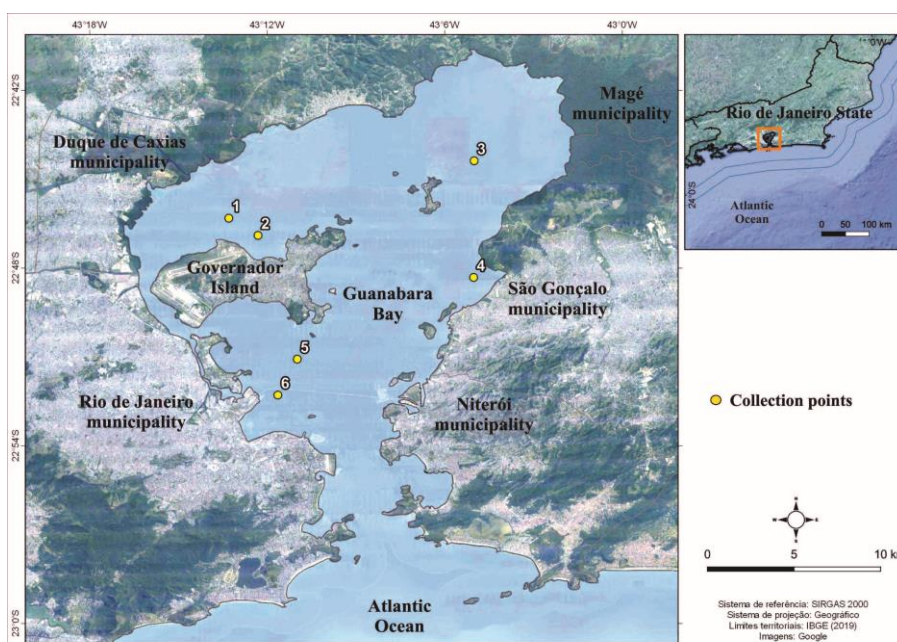 43°18'W
43°12'W
43°6'W
43°0'W
22°42'S
22°48'S
22°54'S
23°0'S
Duque de Caxias
municipality
Magé
municipality
3
1
2
Governador
Island
4
Guanabara
Bay
São Gonçalo
municipality
5
6
Rio de Janeiro
municipality
Niterói
municipality
Atlantic
Ocean
Rio de Janeiro State
24°0'S
Atlantic
Ocean
0 50 100 km
Collection points
N
W E
S
0 5 10 km
Sistema de referência: SIRGAS 2000
Sistema de projeção: Geográfico
Limites territoriais: IBGE (2019)
Imagens: Google